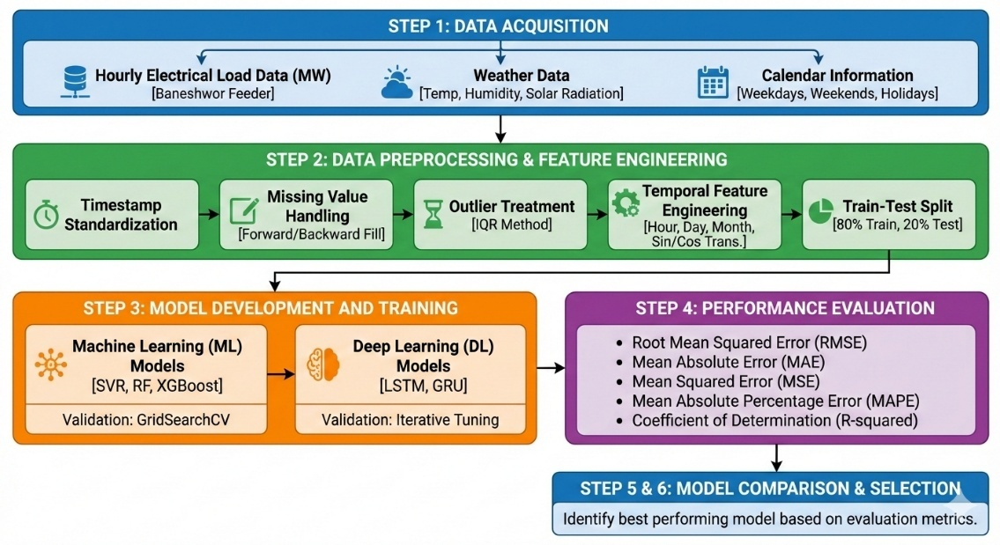 STEP 1: DATA ACQUISITION
Hourly Electrical Load Data (MW)
[Baneshwor Feeder]
Weather Data
[Temp, Humidity, Solar Radiation]
Calendar Information
[Weekdays, Weekends, Holidays]
STEP 2: DATA PREPROCESSING & FEATURE ENGINEERING
Timestamp
Standardization
Missing Value
Handling
[Forward/Backward Fill]
Outlier Treatment
[IQR Method]
Temporal Feature
Engineering
[Hour, Day, Month,
Sin/Cos Trans.]
Train-Test Split
[80% Train, 20% Test]
STEP 3: MODEL DEVELOPMENT AND TRAINING
Machine Learning (ML)
Models
[SVR, RF, XGBoost]
Validation: GridSearchCV
Deep Learning (DL)
Models
[LSTM, GRU]
Validation: Iterative Tuning
STEP 4: PERFORMANCE EVALUATION
• Root Mean Squared Error (RMSE)
• Mean Absolute Error (MAE)
• Mean Squared Error (MSE)
• Mean Absolute Percentage Error (MAPE)
• Coefficient of Determination (R-squared)
STEP 5 & 6: MODEL COMPARISON & SELECTION
Identify best performing model based on evaluation metrics.